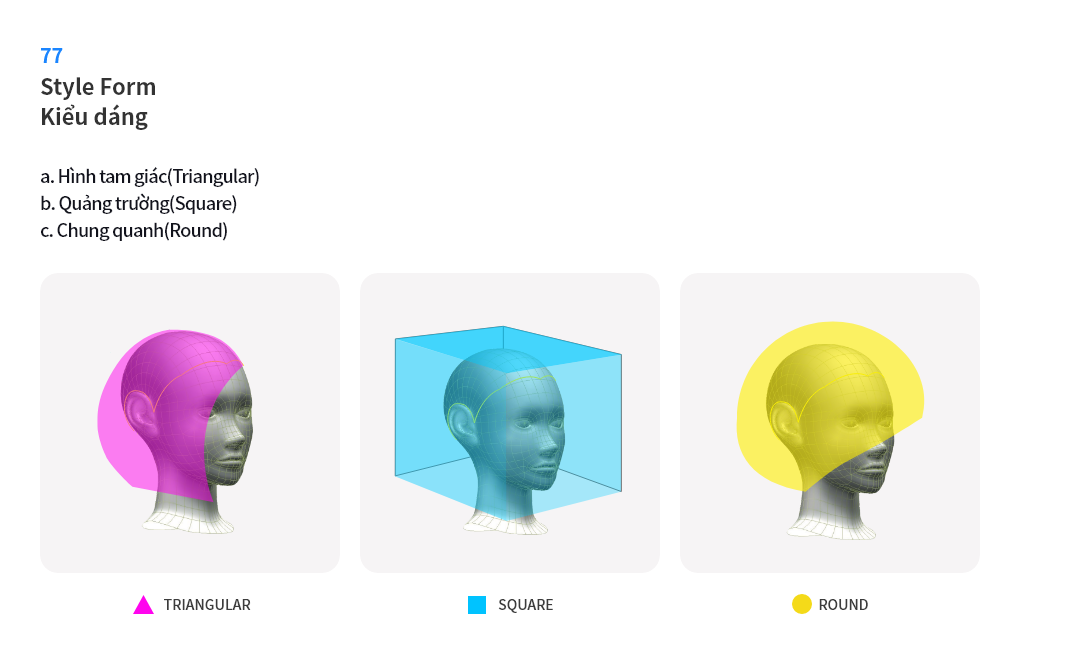 77
Style Form
Kiểu dáng
a. Hình tam giác(Triangular)
b. Quảng trường(Square)
c. Chung quanh(Round)
TRIANGULAR
SQUARE
ROUND